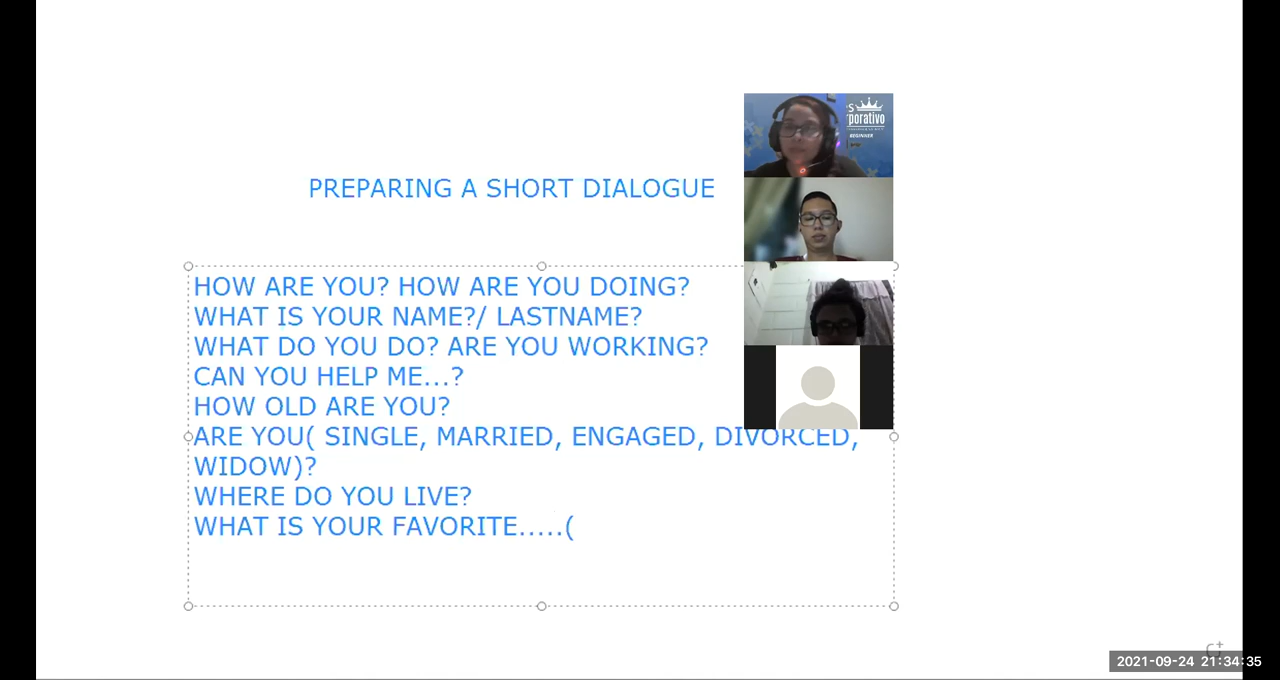 S
porativo
BEGINNER
PREPARING A SHORT DIALOGUE
HOW ARE YOU? HOW ARE YOU DOING?
WHAT IS YOUR NAME?/ LASTNAME?
WHAT DO YOU DO? ARE YOU WORKING?
CAN YOU HELP ME...?
HOW OLD ARE YOU?
ARE YOU( SINGLE, MARRIED, ENGAGED, DIVORCED,
WIDOW)?
WHERE DO YOU LIVE?
WHAT IS YOUR FAVORITE.....(
2021-09-24 21:34:35